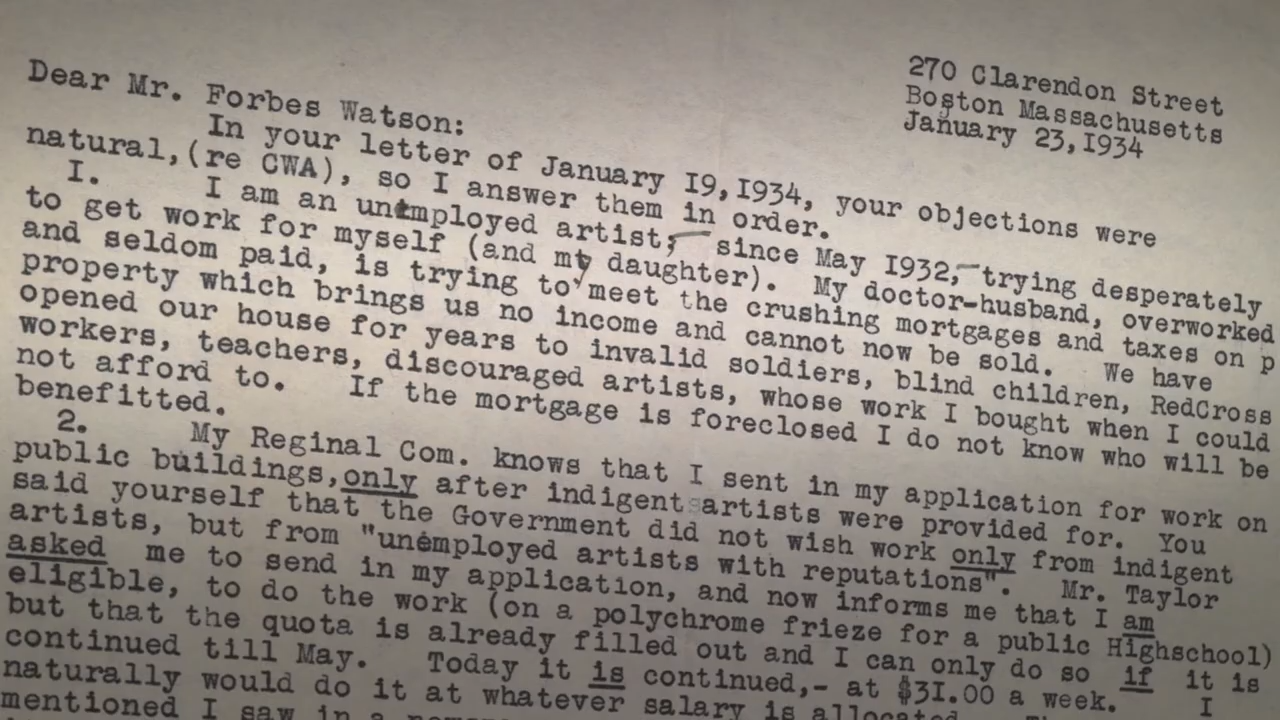 270 Clarendon Street
Boston Massachusetts
January 23,I934
Dear Mr. Forbes Watson:
In your letter of January I9,I934, your objections were
natural,(re CWA), so I answer them in order.
I. I am an unemployed artist; since May I932, trying desperately
to get work for myself (and my daughter). My doctor-husband, overworked
and seldom paid, is trying to meet the crushing mortgages and taxes on p
property which brings us no income and cannot now be sold. We have
opened our house for years to invalid soldiers, blind children, RedCross
workers, teachers, discouraged artists, whose work I bought when I could
not afford to. If the mortgage is foreclosed I do not know who will be
benefitted.
2. My Reginal Com. knows that I sent in my application for work on
public buildings,only after indigent artists were provided for. You
said yourself that the Government did not wish work only from indigent
artists, but from "unemployed artists with reputations". Mr. Taylor
asked me to send in my application, and now informs me that I am
eligible, to do the work (on a polychrome frieze for a public Highschool)
but that the quota is already filled out and I can only do so if it is
continued till May. Today it is continued,- at $3I.00 a week. I
naturally would do it at whatever salary is allocated
mentioned I saw in a